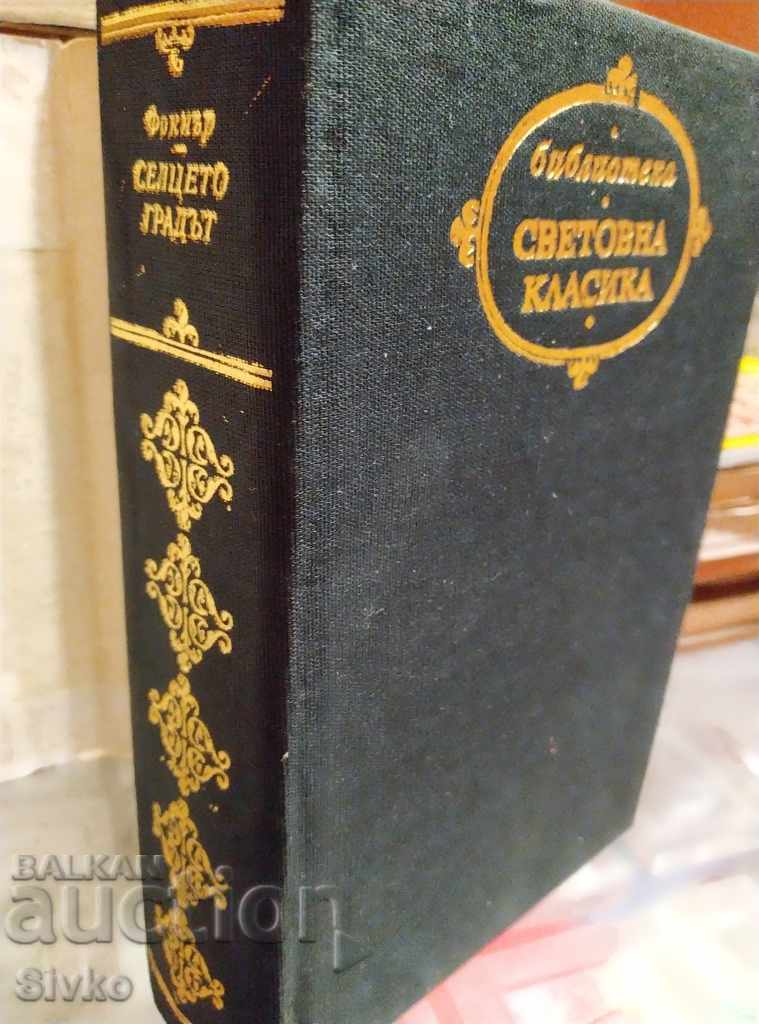 Фокнър
СЕЛЦЕТО
ГРАДЪТ
библиотека
СВЕТОВНА
КЛАСИКА
BALKAN
auction
Sivko